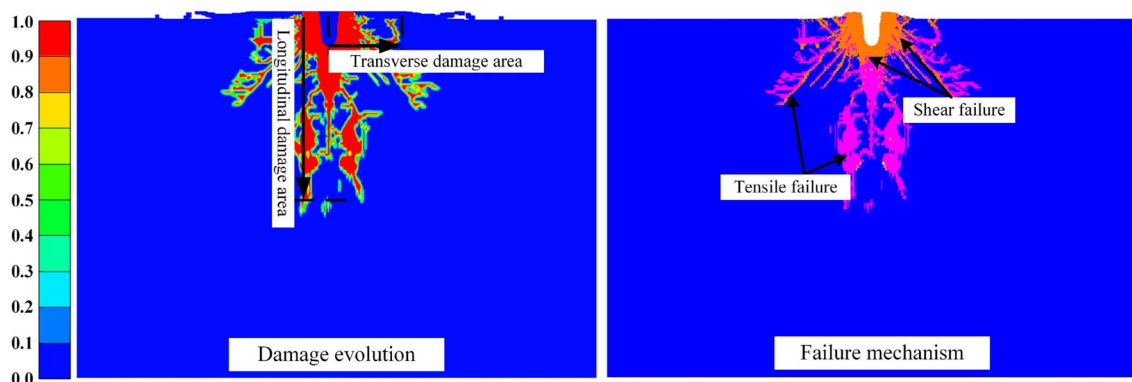 1.0
0.9
0.8
0.7
0.6
0.5
0.4
0.3
0.2
0.1
0.0
Longitudinal damage area
Transverse damage area
Damage evolution
Shear failure
Tensile failure
Failure mechanism